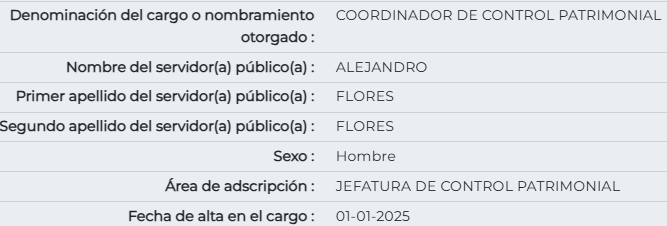 Denominación del cargo o nombramiento otorgado : COORDINADOR DE CONTROL PATRIMONIAL
Nombre del servidor(a) público(a) : ALEJANDRO
Primer apellido del servidor(a) público(a) : FLORES
Segundo apellido del servidor(a) público(a) : FLORES
Sexo : Hombre
Área de adscripción : JEFATURA DE CONTROL PATRIMONIAL
Fecha de alta en el cargo : 01-01-2025